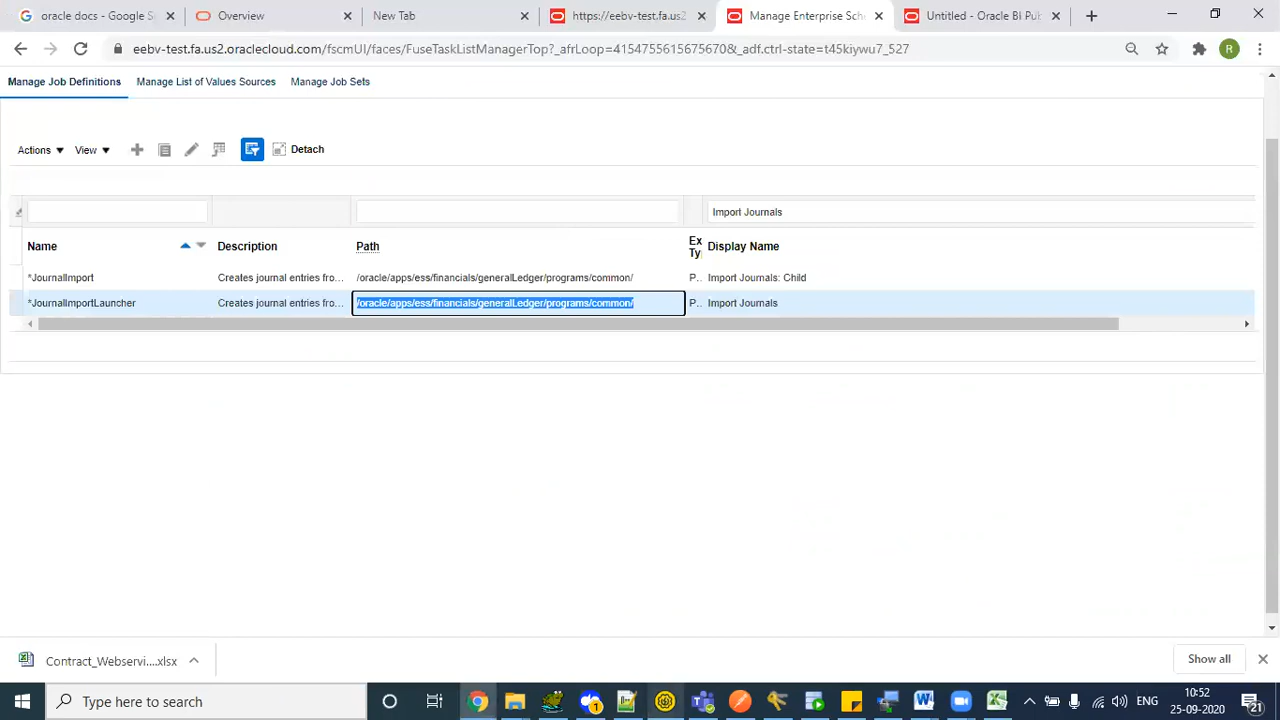 oracle docs - Google S
Overview
New Tab
https://eebv-test.fa.us2
Manage Enterprise Sch
Untitled - Oracle BI Pub
eebv-test.fa.us2.oraclecloud.com/fscmUI/faces/FuseTaskListManagerTop?_afrLoop=4154755615675670&_adf.ctrl-state=t45kiywu7_527
R
Manage Job Definitions
Manage List of Values Sources
Manage Job Sets
Actions
View
Detach
Import Journals
Name
Description
Path
Ex Ty
Display Name
*JournalImport
Creates journal entries fro...
/oracle/apps/ess/financials/generalLedger/programs/common/
P..
Import Journals: Child
*JournalImportLauncher
Creates journal entries fro...
/oracle/apps/ess/financials/generalLedger/programs/common/
P..
Import Journals
Contract_Webservi....xlsx
Show all
Type here to search
1
ENG
10:52
25-09-2020
21